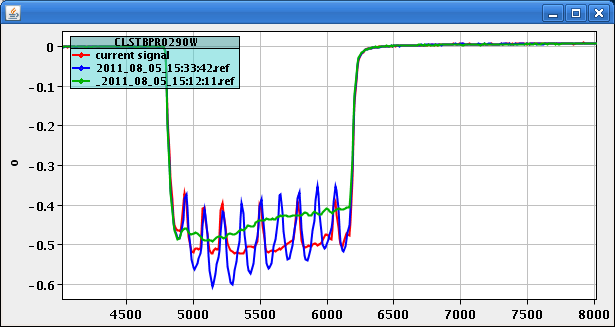 CLSTBPR0290W
current signal
2011_08_05_15:33:42.ref
_2011_08_05_15:12:11.ref
0
-0.1
-0.2
-0.3
-0.4
-0.5
-0.6
0
4500 5000 5500 6000 6500 7000 7500 8000